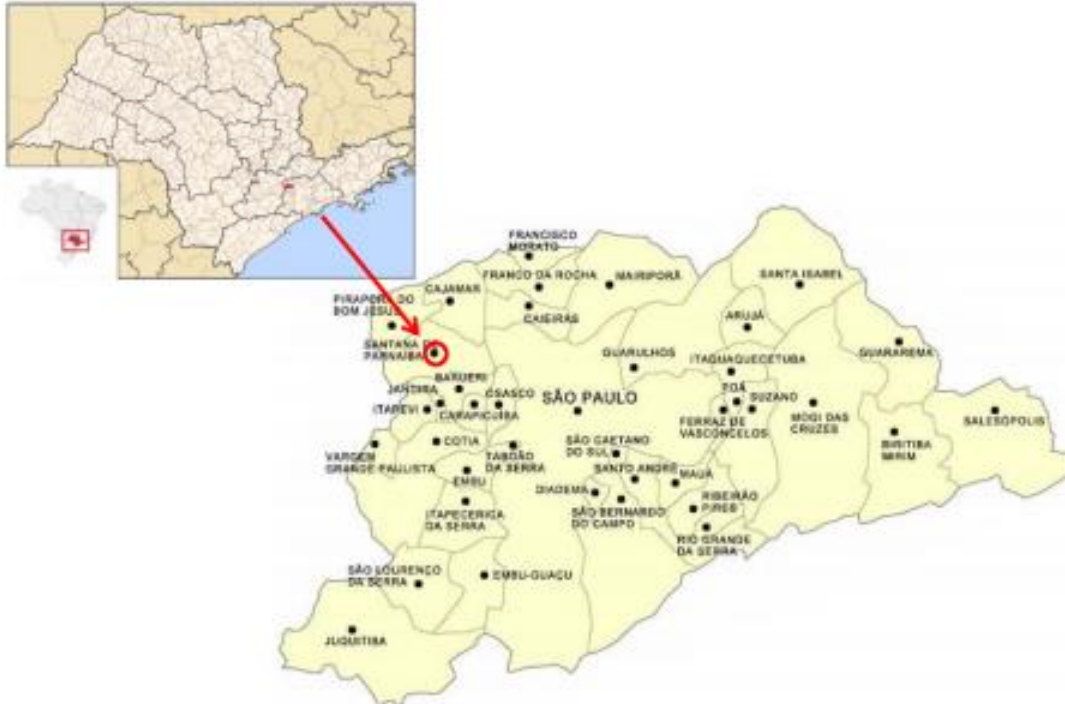 FRANCISCO
MORATO
FRANCO DA ROCHA
MAIRIPORÃ
SANTA ISABEL
CAJAMAR
PIRAPORA DO
BOM JESUS
CAIEIRAS
ARUJÁ
SANTANA
PARNAÍBA
GUARULHOS
ITAQUAQUECETUBA
GUARAREMA
BARUERI
JANDIRA
OSASCO
ITAPEVI
CARAPICUÍBA
SÃO PAULO
POÁ
SUZANO
FERRAZ DE
VASCONCELOS
MOGI DAS
CRUZES
SALESÓPOLIS
BIRITIBA
MIRIM
COTIA
VARGEM
GRANDE PAULISTA
TABOÃO
DA SERRA
SÃO CAETANO
DO SUL
EMBU
SANTO ANDRÉ
MAUÁ
DIADEMA
ITAPECERICA
DA SERRA
SÃO BERNARDO
DO CAMPO
RIBEIRÃO
PIRES
RIO GRANDE
DA SERRA
SÃO LOURENÇO
DA SERRA
EMBU-GUAÇU
JUQUITIBA